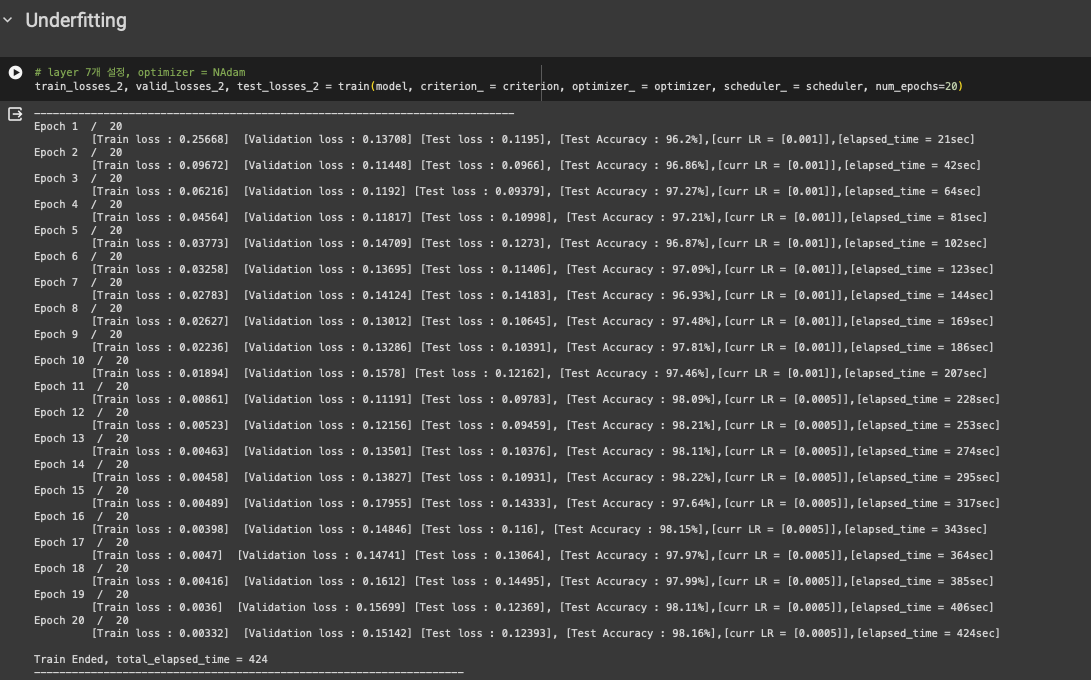 Underfitting
# layer 7개 설정, optimizer = NAdam
train_losses_2, valid_losses_2, test_losses_2 = train(model, criterion_ = criterion, optimizer_ = optimizer, scheduler_ = scheduler, num_epochs=20)
--------------------------------------------------------------------------------
Epoch 1  /  20
[Train loss : 0.25668]  [Validation loss : 0.13708] [Test loss : 0.1195], [Test Accuracy : 96.2%],[curr LR = [0.001]],[elapsed_time = 21sec]
Epoch 2  /  20
[Train loss : 0.09672]  [Validation loss : 0.11448] [Test loss : 0.0966], [Test Accuracy : 96.86%],[curr LR = [0.001]],[elapsed_time = 42sec]
Epoch 3  /  20
[Train loss : 0.06216]  [Validation loss : 0.1192] [Test loss : 0.09379], [Test Accuracy : 97.27%],[curr LR = [0.001]],[elapsed_time = 64sec]
Epoch 4  /  20
[Train loss : 0.04564]  [Validation loss : 0.11817] [Test loss : 0.10998], [Test Accuracy : 97.21%],[curr LR = [0.001]],[elapsed_time = 81sec]
Epoch 5  /  20
[Train loss : 0.03773]  [Validation loss : 0.14709] [Test loss : 0.1273], [Test Accuracy : 96.87%],[curr LR = [0.001]],[elapsed_time = 102sec]
Epoch 6  /  20
[Train loss : 0.03258]  [Validation loss : 0.13695] [Test loss : 0.11406], [Test Accuracy : 97.09%],[curr LR = [0.001]],[elapsed_time = 123sec]
Epoch 7  /  20
[Train loss : 0.02783]  [Validation loss : 0.14124] [Test loss : 0.14183], [Test Accuracy : 96.93%],[curr LR = [0.001]],[elapsed_time = 144sec]
Epoch 8  /  20
[Train loss : 0.02627]  [Validation loss : 0.13012] [Test loss : 0.10645], [Test Accuracy : 97.48%],[curr LR = [0.001]],[elapsed_time = 169sec]
Epoch 9  /  20
[Train loss : 0.02236]  [Validation loss : 0.13286] [Test loss : 0.10391], [Test Accuracy : 97.81%],[curr LR = [0.001]],[elapsed_time = 186sec]
Epoch 10  /  20
[Train loss : 0.01894]  [Validation loss : 0.1578] [Test loss : 0.12162], [Test Accuracy : 97.46%],[curr LR = [0.001]],[elapsed_time = 207sec]
Epoch 11  /  20
[Train loss : 0.00861]  [Validation loss : 0.11191] [Test loss : 0.09783], [Test Accuracy : 98.09%],[curr LR = [0.0005]],[elapsed_time = 228sec]
Epoch 12  /  20
[Train loss : 0.00523]  [Validation loss : 0.12156] [Test loss : 0.09459], [Test Accuracy : 98.21%],[curr LR = [0.0005]],[elapsed_time = 253sec]
Epoch 13  /  20
[Train loss : 0.00463]  [Validation loss : 0.13501] [Test loss : 0.10376], [Test Accuracy : 98.11%],[curr LR = [0.0005]],[elapsed_time = 274sec]
Epoch 14  /  20
[Train loss : 0.00458]  [Validation loss : 0.13827] [Test loss : 0.10931], [Test Accuracy : 98.22%],[curr LR = [0.0005]],[elapsed_time = 295sec]
Epoch 15  /  20
[Train loss : 0.00489]  [Validation loss : 0.17955] [Test loss : 0.14333], [Test Accuracy : 97.64%],[curr LR = [0.0005]],[elapsed_time = 317sec]
Epoch 16  /  20
[Train loss : 0.00398]  [Validation loss : 0.14846] [Test loss : 0.116], [Test Accuracy : 98.15%],[curr LR = [0.0005]],[elapsed_time = 343sec]
Epoch 17  /  20
[Train loss : 0.0047]  [Validation loss : 0.14741] [Test loss : 0.13064], [Test Accuracy : 97.97%],[curr LR = [0.0005]],[elapsed_time = 364sec]
Epoch 18  /  20
[Train loss : 0.00416]  [Validation loss : 0.1612] [Test loss : 0.14495], [Test Accuracy : 97.99%],[curr LR = [0.0005]],[elapsed_time = 385sec]
Epoch 19  /  20
[Train loss : 0.0036]  [Validation loss : 0.15699] [Test loss : 0.12369], [Test Accuracy : 98.11%],[curr LR = [0.0005]],[elapsed_time = 406sec]
Epoch 20  /  20
[Train loss : 0.00332]  [Validation loss : 0.15142] [Test loss : 0.12393], [Test Accuracy : 98.16%],[curr LR = [0.0005]],[elapsed_time = 424sec]
Train Ended, total_elapsed_time = 424
--------------------------------------------------------------------------------